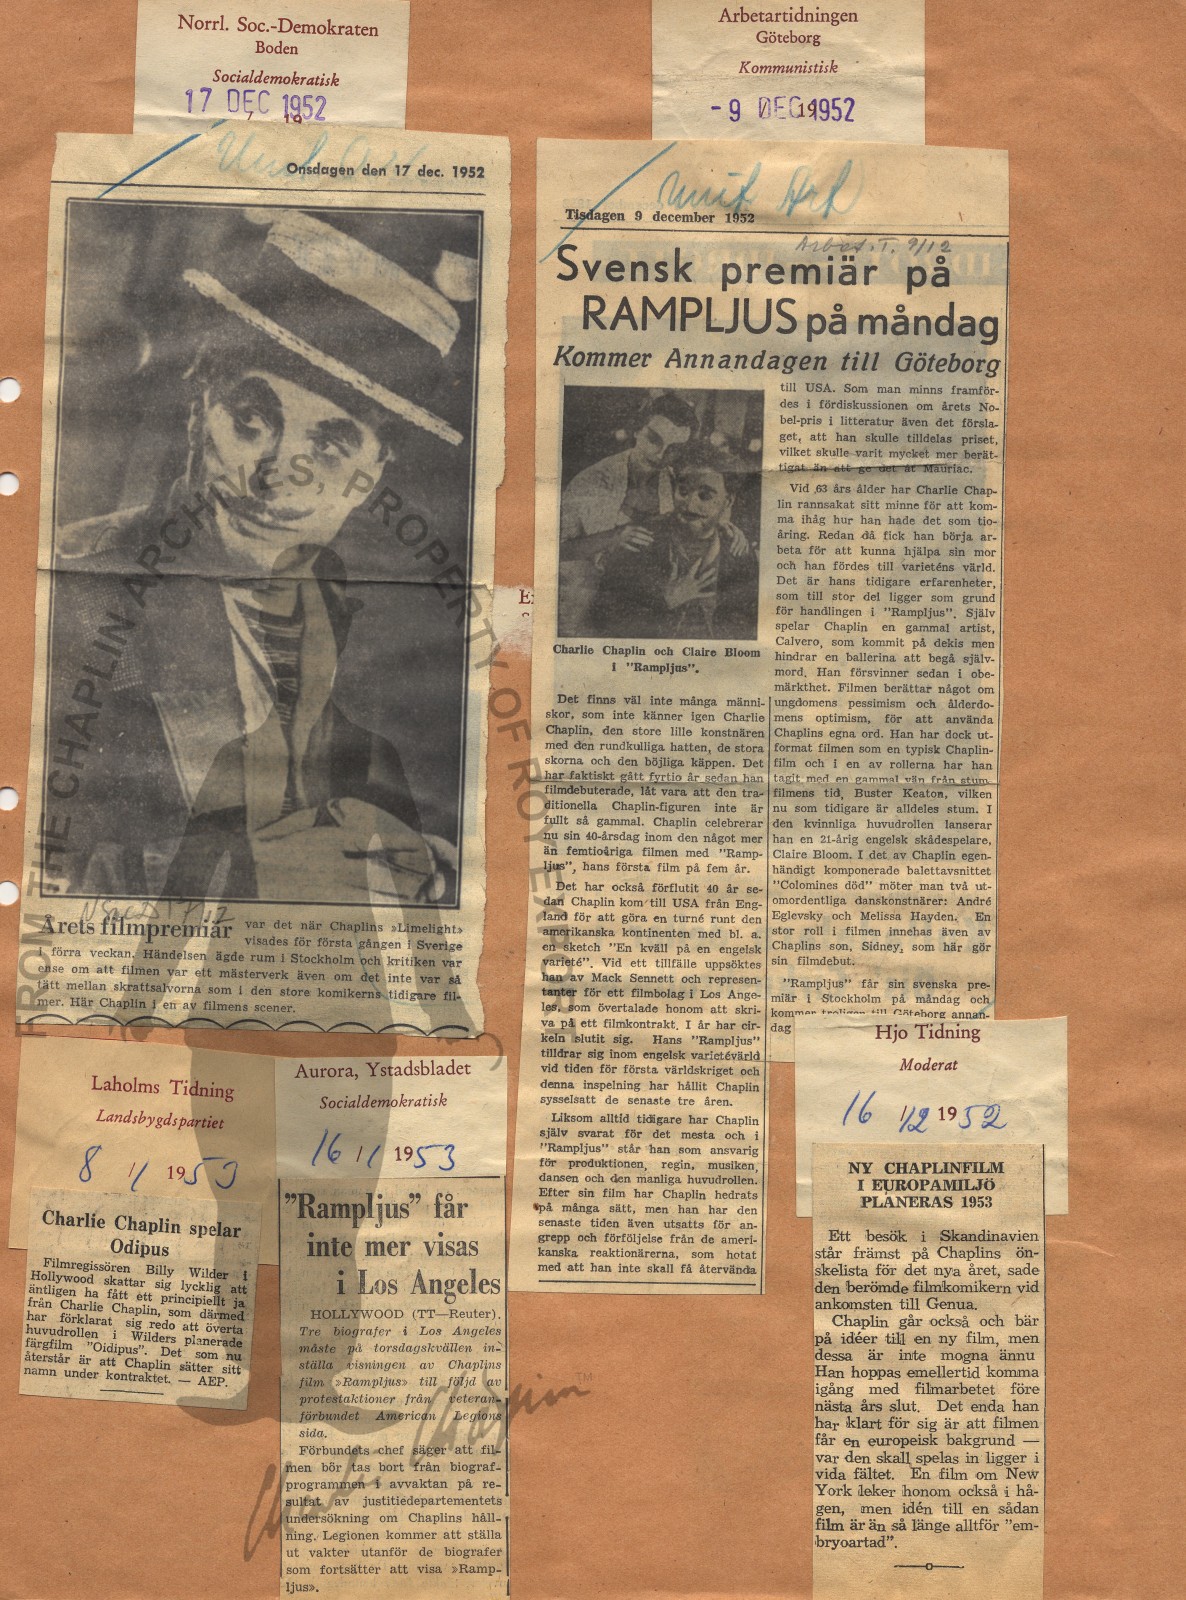 Norrl. Soc.-Demokraten
Boden
Socialdemokratisk
17 DEC 1952
19
Onsdagen den 17 dec. 1952
Årets filmpremiär var det när Chaplins »Limelight»
visades för första gången i Sverige
förra veckan. Händelsen ägde rum i Stockholm och kritiken var
ense om att filmen var ett mästerverk även om det inte var så
tätt mellan skrattsalvorna som i den store komikerns tidigare fil-
mer. Här Chaplin i en av filmens scener.
Arbetartidningen
Göteborg
Kommunistisk
- 9 DEC 1952
19
Tisdagen 9 december 1952
Arbet. T. 9/12
Svensk premiär på
RAMPLJUS på måndag
Kommer Annandagen till Göteborg
Charlie Chaplin och Claire Bloom
i "Rampljus".
Det finns väl inte många männi-
skor, som inte känner igen Charlie
Chaplin, den store lille konstnären
med den rundkulliga hatten, de stora
skorna och den böjliga käppen. Det
har faktiskt gått fyrtio år sedan han
filmdebuterade, låt vara att den tra-
ditionella Chaplin-figuren inte är
fullt så gammal. Chaplin celebrerar
nu sin 40-årsdag inom den något mer
än femtioåriga filmen med "Ramp-
ljus", hans första film på fem år.
Det har också förflutit 40 år se-
dan Chaplin kom till USA från Eng-
land för att göra en turné runt den
amerikanska kontinenten med bl. a.
en sketch "En kväll på en engelsk
varieté". Vid ett tillfälle uppsöktes
han av Mack Sennett och represen-
tanter för ett filmbolag i Los Ange-
les, som övertalade honom att skri-
va på ett filmkontrakt. I år har cir-
keln slutit sig. Hans "Rampljus"
tilldrar sig inom engelsk varietévärld
vid tiden för första världskriget och
denna inspelning har hållit Chaplin
sysselsatt de senaste tre åren.
Liksom alltid tidigare har Chaplin
själv svarat för det mesta och i
"Rampljus" står han som ansvarig
för produktionen, regin, musiken,
dansen och den manliga huvudrollen.
Efter sin film har Chaplin hedrats
på många sätt, men han har den
senaste tiden även utsatts för an-
grepp och förföljelse från de ameri-
kanska reaktionärerna, som hotat
med att han inte skall få återvända
till USA. Som man minns framför-
des i fördiskussionen om årets No-
bel-pris i litteratur även det försla-
get, att han skulle tilldelas priset,
vilket skulle varit mycket mer berät-
tigat än att ge det åt Mauriac.
Vid 63 års ålder har Charlie Chap-
lin rannsakat sitt minne för att kom-
ma ihåg hur han hade det som tio-
åring. Redan då fick han börja ar-
beta för att kunna hjälpa sin mor
och han fördes till varieténs värld.
Det är hans tidigare erfarenheter,
som till stor del ligger som grund
för handlingen i "Rampljus". Själv
spelar Chaplin en gammal artist,
Calvero, som kommit på dekis men
hindrar en ballerina att begå själv-
mord. Han försvinner sedan i obe-
märkthet. Filmen berättar något om
ungdomens pessimism och ålderdo-
mens optimism, för att använda
Chaplins egna ord. Han har dock ut-
format filmen som en typisk Chaplin-
film och i en av rollerna har han
tagit med en gammal vän från stum-
filmens tid, Buster Keaton, vilken
nu som tidigare är alldeles stum. I
den kvinnliga huvudrollen lanserar
han en 21-årig engelsk skådespelare,
Claire Bloom. I det av Chaplin egen-
händigt komponerade balettavsnittet
"Colomines död" möter man två ut-
omordentliga danskonstnärer: André
Eglevsky och Melissa Hayden. En
stor roll i filmen innehas även av
Chaplins son, Sidney, som här gör
sin filmdebut.
"Rampljus" får sin svenska pre-
miär i Stockholm på måndag och
kommer troligen till Göteborg annan-
dag
Laholms Tidning
Landsbygdspartiet
8 / 1 1953
Charlie Chaplin spelar
Odipus
Filmregissören Billy Wilder i
Hollywood skattar sig lycklig att
äntligen ha fått ett principiellt ja
från Charlie Chaplin, som därmed
har förklarat sig redo att överta
huvudrollen i Wilders planerade
färgfilm "Oidipus". Det som nu
återstår är att Chaplin sätter sitt
namn under kontraktet. — AEP.
Aurora, Ystadsbladet
Socialdemokratisk
16 / 1 1953
"Rampljus" får
inte mer visas
i Los Angeles
HOLLYWOOD (TT—Reuter).
Tre biografer i Los Angeles
måste på torsdagskvällen in-
ställa visningen av Chaplins
film »Rampljus» till följd av
protestaktioner från veteran-
förbundet American Legions
sida.
Förbundets chef säger att fil-
men bör tas bort från biograf-
programmen i avvaktan på re-
sultat av justitiedepartementets
undersökning om Chaplins håll-
ning. Legionen kommer att ställa
ut vakter utanför de biografer
som fortsätter att visa »Ramp-
ljus».
Hjo Tidning
Moderat
16 / 12 1952
NY CHAPLINFILM
I EUROPAMILJÖ
PLANERAS 1953
Ett besök i Skandinavien
står främst på Chaplins ön-
skelista för det nya året, sade
den berömde filmkomikern vid
ankomsten till Genua.
Chaplin går också och bär
på idéer till en ny film, men
dessa är inte mogna ännu
Han hoppas emellertid komma
igång med filmarbetet före
nästa års slut. Det enda han
har klart för sig är att filmen
får en europeisk bakgrund —
var den skall spelas in ligger i
vida fältet. En film om New
York leker honom också i hå-
gen, men idén till en sådan
film är än så länge alltför "em-
bryoartad".
FROM THE CHAPLIN ARCHIVES, PROPERTY OF ROY EXPORT
Charlie Chaplin TM